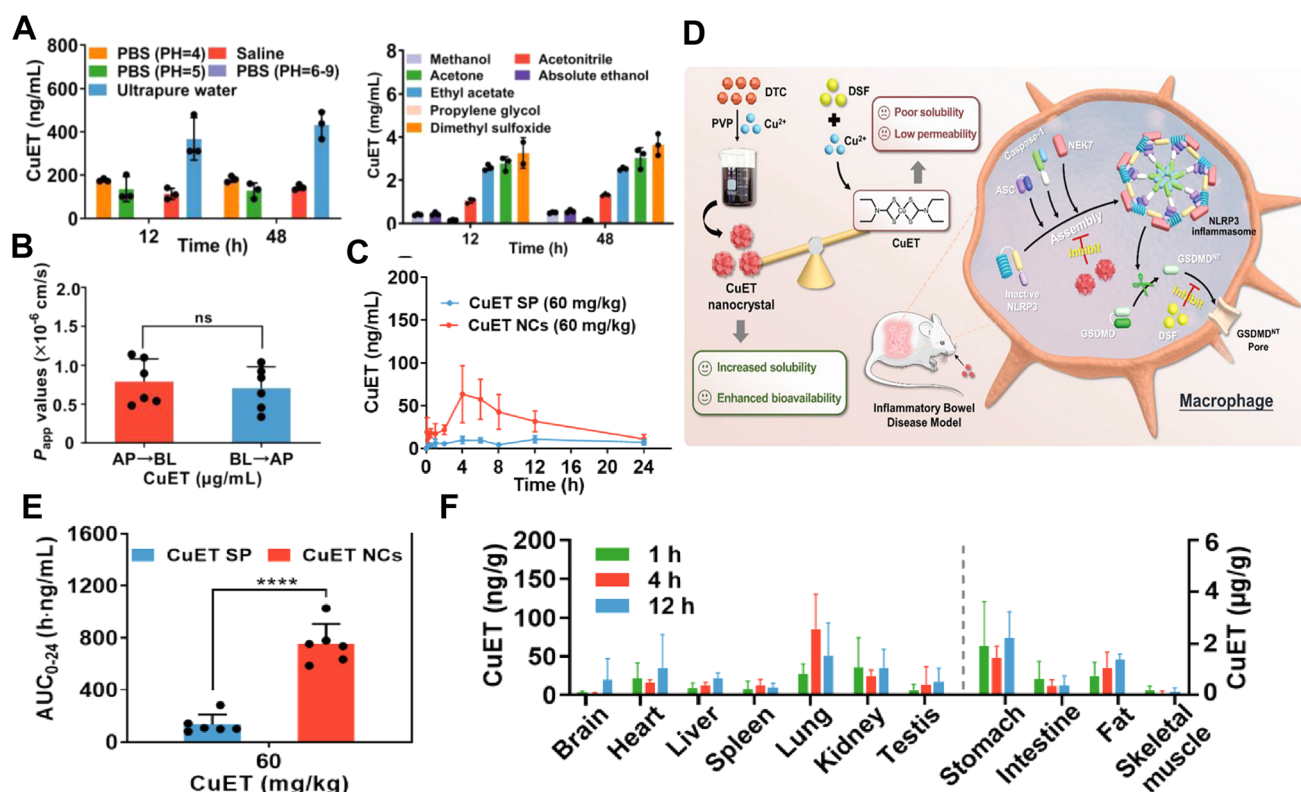 A
CuET (ng/mL)
800
600
400
200
0
PBS (PH=4)
Saline
PBS (PH=5)
PBS (PH=6-9)
Ultrapure water
12
48
Time (h)
CuET (mg/mL)
8
6
4
2
0
Methanol
Acetonitrile
Acetone
Absolute ethanol
Ethyl acetate
Propylene glycol
Dimethyl sulfoxide
12
48
Time (h)
B
Papp values (×10-6 cm/s)
2.0
1.5
1.0
0.5
0
ns
AP→BL
BL→AP
CuET (μg/mL)
C
CuET (ng/mL)
200
150
100
50
0
CuET SP (60 mg/kg)
CuET NCs (60 mg/kg)
0
4
8
12
16
20
24
Time (h)
D
DTC
PVP
Cu2+
DSF
Cu2+
Poor solubility
Low permeability
N
S
S
Cu
S
S
N
CuET
CuET
nanocrystal
Increased solubility
Enhanced bioavailability
Inflammatory Bowel
Disease Model
Caspase-1
NEK7
ASC
Assembly
Inhibit
Inactive
NLRP3
NLRP3
inflammasome
GSDMDNT
Inhibit
GSDMD
DSF
GSDMDNT
Pore
Macrophage
E
AUC0-24 (h·ng/mL)
1600
1200
800
400
0
CuET SP
CuET NCs
****
60
CuET (mg/kg)
F
CuET (ng/g)
200
150
100
50
0
1 h
4 h
12 h
6
4
2
0
CuET (μg/g)
Brain
Heart
Liver
Spleen
Lung
Kidney
Testis
Stomach
Intestine
Fat
Skeletal
muscle